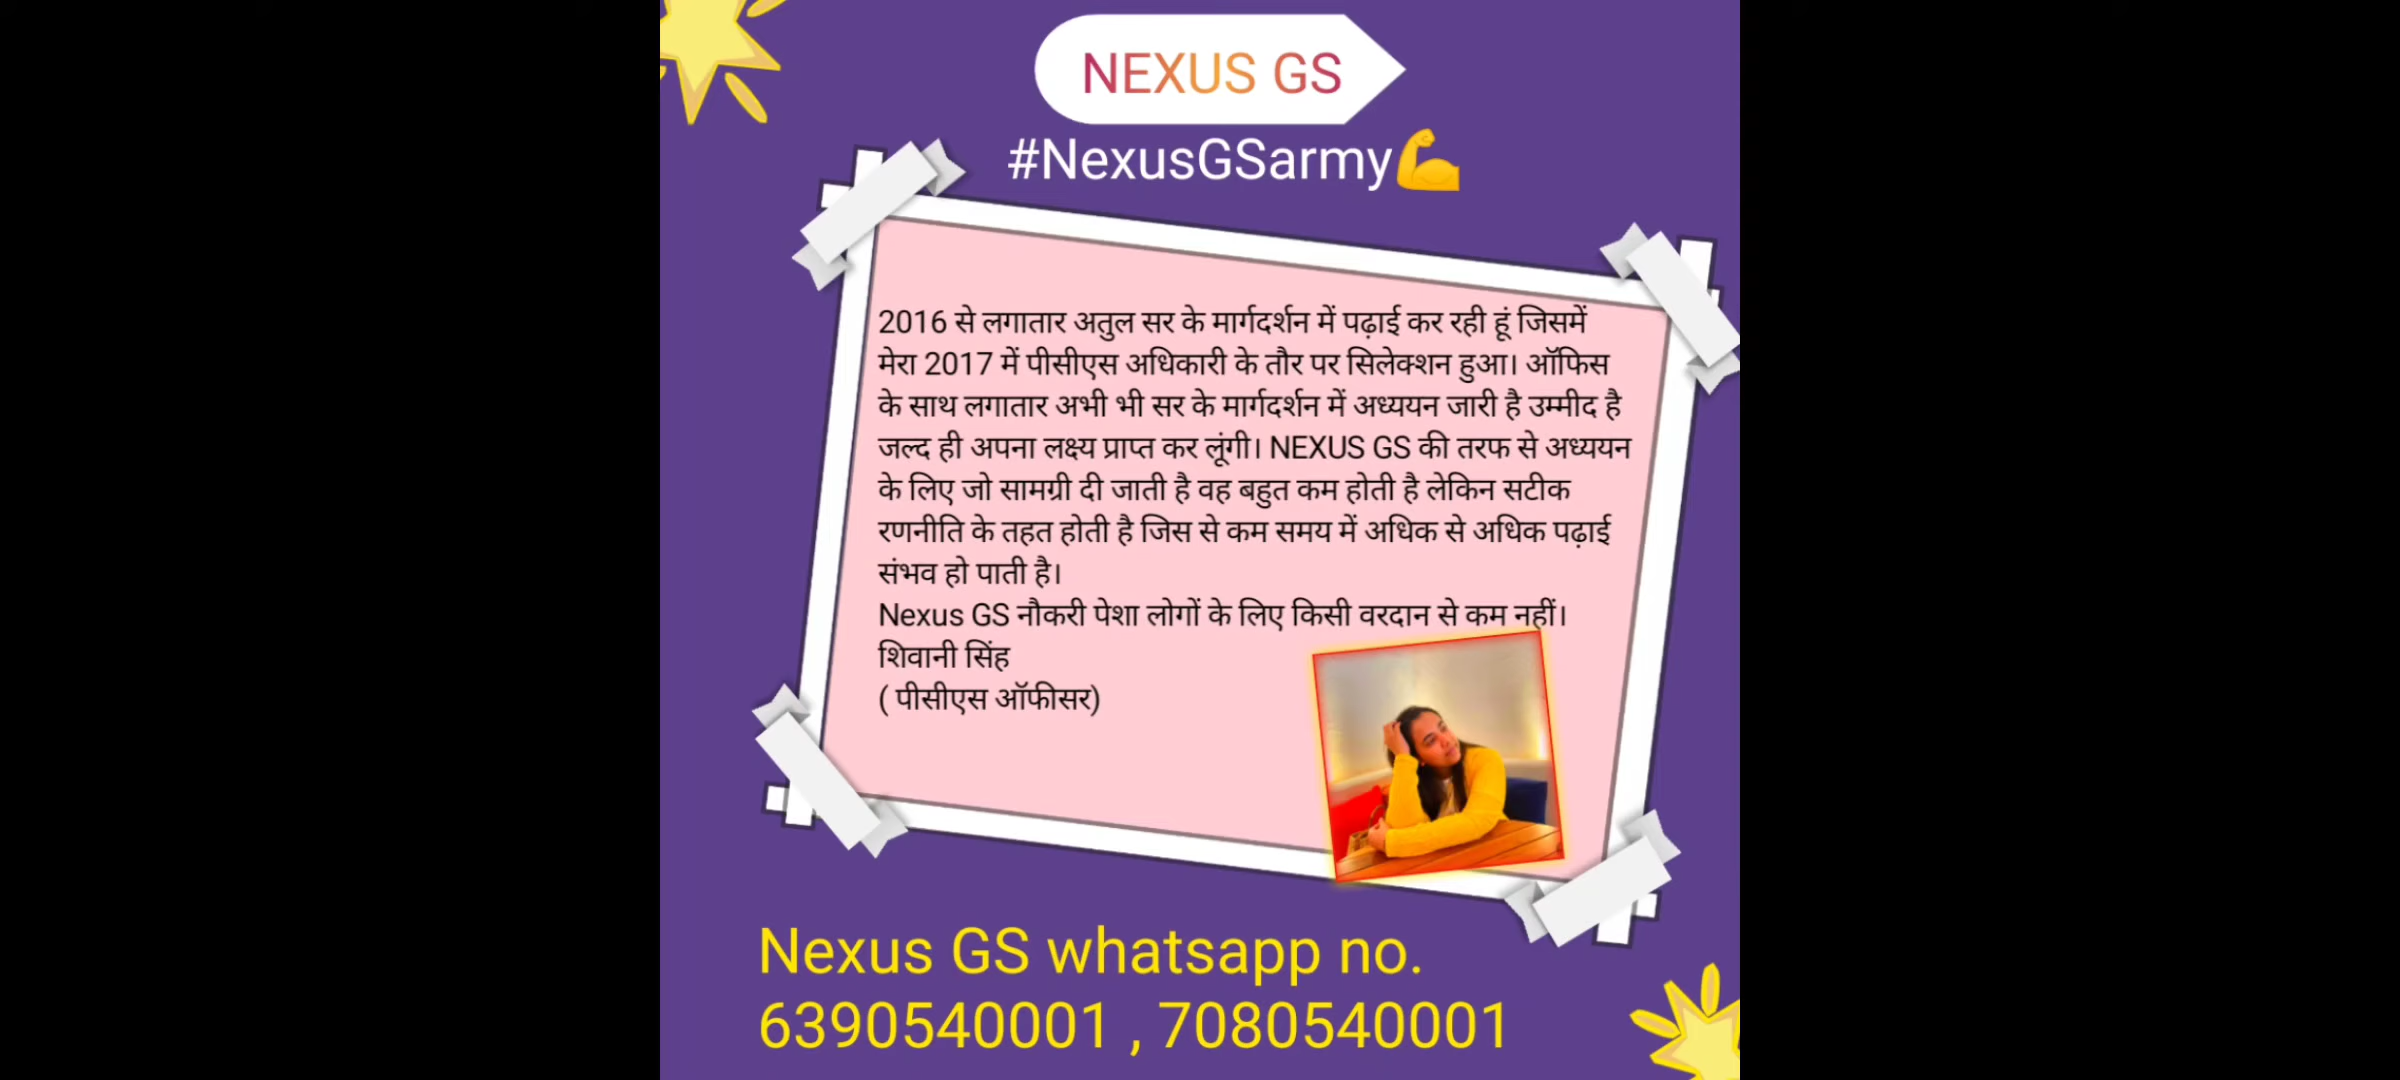 NEXUS GS
#NexusGSarmy💪
2016 से लगातार अतुल सर के मार्गदर्शन में पढ़ाई कर रही हूं जिसमें
मेरा 2017 में पीसीएस अधिकारी के तौर पर सिलेक्शन हुआ। ऑफिस
के साथ लगातार अभी भी सर के मार्गदर्शन में अध्ययन जारी है उम्मीद है
जल्द ही अपना लक्ष्य प्राप्त कर लूंगी। NEXUS GS की तरफ से अध्ययन
के लिए जो सामग्री दी जाती है वह बहुत कम होती है लेकिन सटीक
रणनीति के तहत होती है जिस से कम समय में अधिक से अधिक पढ़ाई
संभव हो पाती है।
Nexus GS नौकरी पेशा लोगों के लिए किसी वरदान से कम नहीं।
शिवानी सिंह
( पीसीएस ऑफीसर)
Nexus GS whatsapp no.
6390540001 , 7080540001